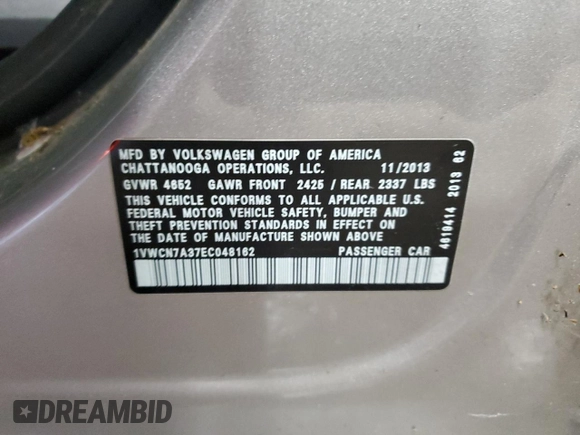 MFD BY VOLKSWAGEN GROUP OF AMERICA
CHATTANOOGA OPERATIONS, LLC. 11/2013
GVWR 4652 GAWR FRONT 2425 / REAR 2337 LBS
THIS VEHICLE CONFORMS TO ALL APPLICABLE U.S.
FEDERAL MOTOR VEHICLE SAFETY, BUMPER AND
THEFT PREVENTION STANDARDS IN EFFECT ON
THE DATE OF MANUFACTURE SHOWN ABOVE
1VWCN7A37EC048162 PASSENGER CAR
4619414 2013 62
DREAMBID